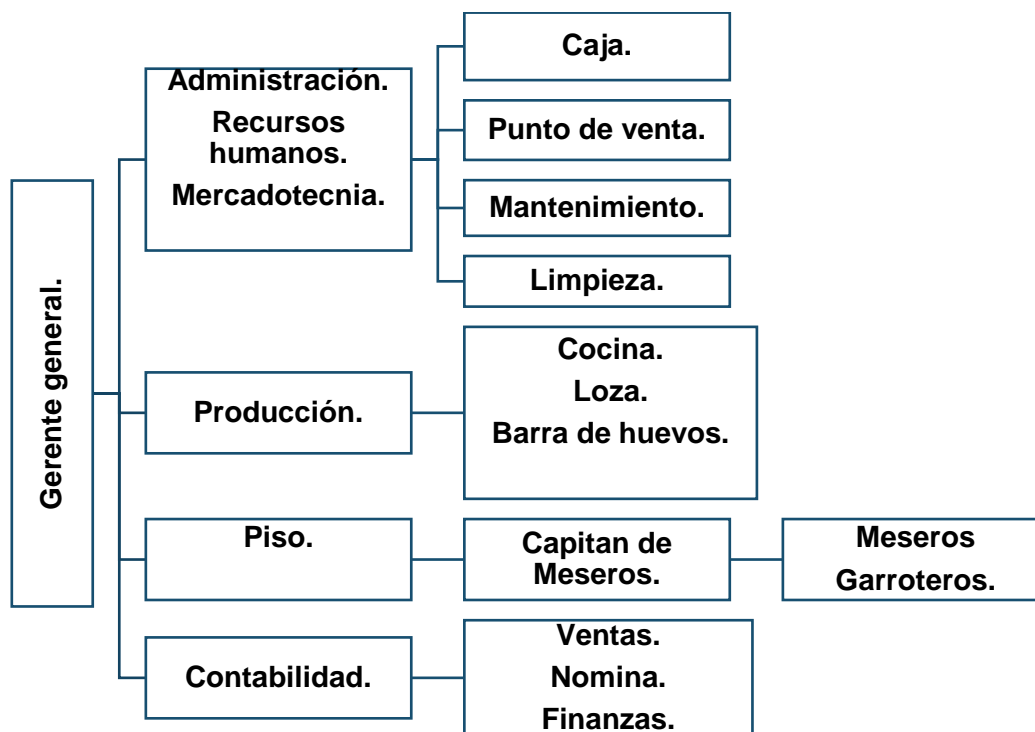 Gerente general.
Administración.
Recursos
humanos.
Mercadotecnia.
Caja.
Punto de venta.
Mantenimiento.
Limpieza.
Producción.
Cocina.
Loza.
Barra de huevos.
Piso.
Capitan de
Meseros.
Meseros
Garroteros.
Contabilidad.
Ventas.
Nomina.
Finanzas.